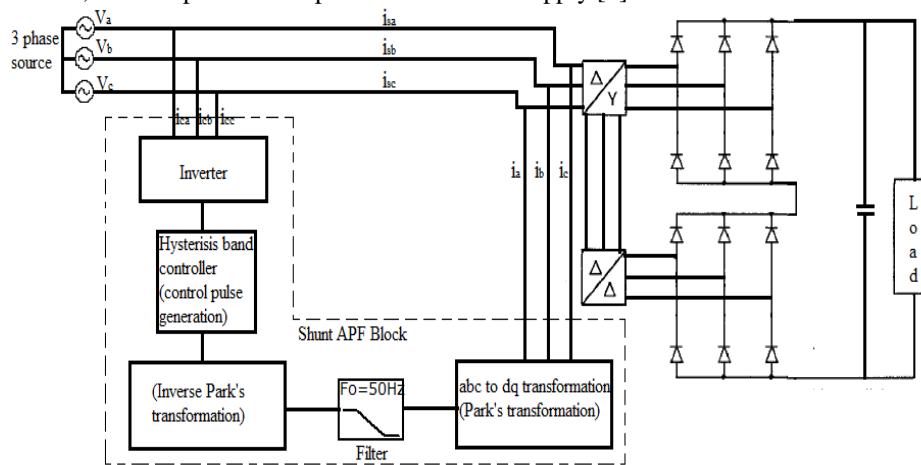 3 phase
source
Va
Vb
Vc
isa
isb
isc
ica icb icc
Inverter
Hysterisis band
controller
(control pulse
generation)
(Inverse Park's
transformation)
Shunt APF Block
Fo=50Hz
Filter
abc to dq transformation
(Park's transformation)
ia
ib
ic
Δ
Y
Δ
Δ
L
o
a
d